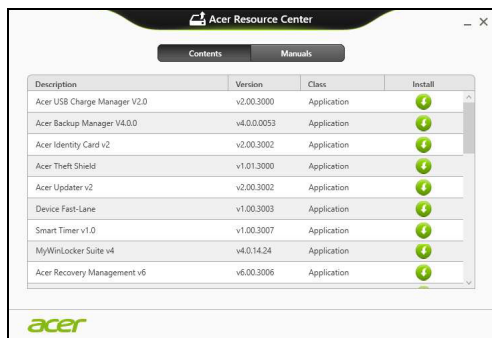 Acer Resource Center
Contents Manuals
Description Version Class Install
Acer USB Charge Manager V2.0 v2.00.3000 Application
Acer Backup Manager V4.0.0 v4.0.0.0053 Application
Acer Identity Card v2 v2.00.3002 Application
Acer Theft Shield v1.01.3000 Application
Acer Updater v2 v2.00.3002 Application
Device Fast-Lane v1.00.3003 Application
Smart Timer v1.0 v1.00.3007 Application
MyWinLocker Suite v4 v4.0.14.24 Application
Acer Recovery Management v6 v6.00.3006 Application
acer